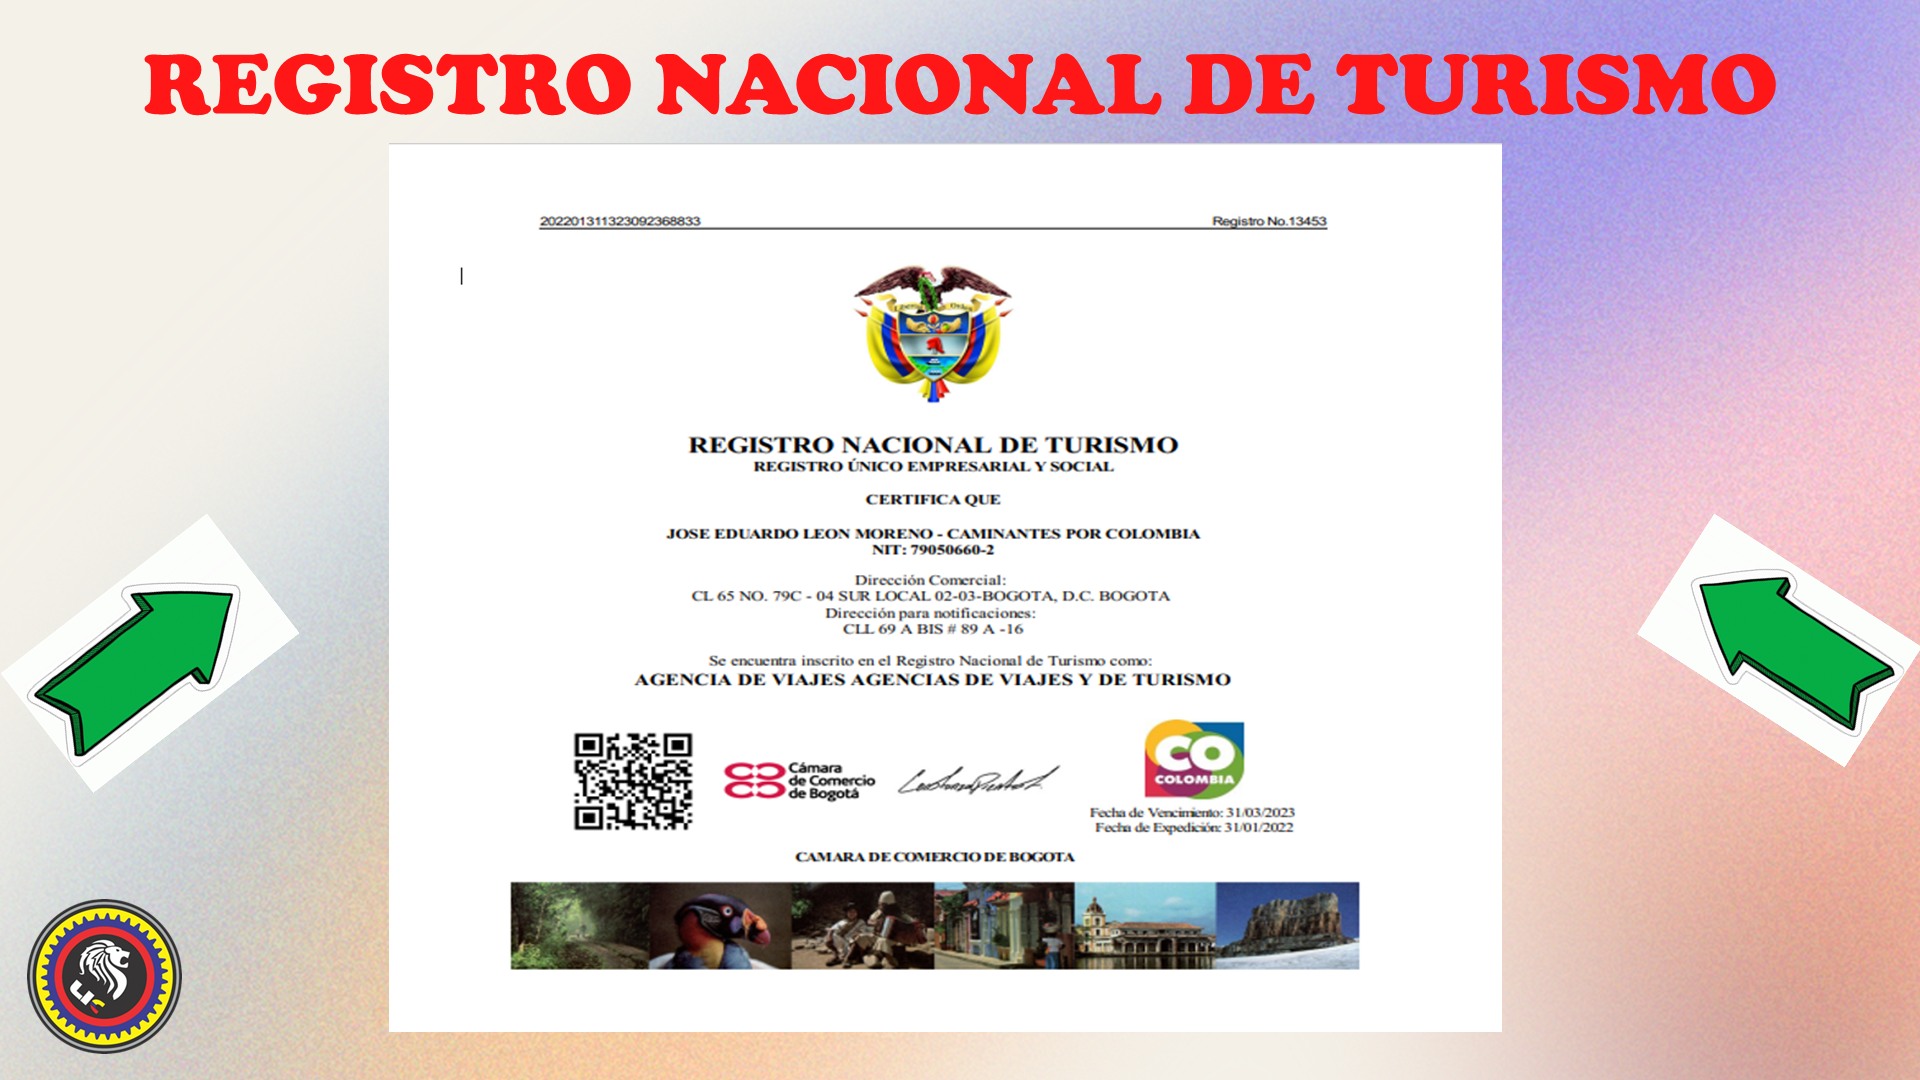 REGISTRO NACIONAL DE TURISMO
202201311323092368833 Registro No.13453
REGISTRO NACIONAL DE TURISMO
REGISTRO ÚNICO EMPRESARIAL Y SOCIAL
CERTIFICA QUE
JOSE EDUARDO LEON MORENO - CAMINANTES POR COLOMBIA
NIT: 79050660-2
Dirección Comercial:
CL 65 NO. 79C - 04 SUR LOCAL 02-03-BOGOTA, D.C. BOGOTA
Dirección para notificaciones:
CLL 69 A BIS # 89 A -16
Se encuentra inscrito en el Registro Nacional de Turismo como:
AGENCIA DE VIAJES AGENCIAS DE VIAJES Y DE TURISMO
Cámara
de Comercio
de Bogotá
CO
COLOMBIA
Fecha de Vencimiento: 31/03/2023
Fecha de Expedición: 31/01/2022
CAMARA DE COMERCIO DE BOGOTA